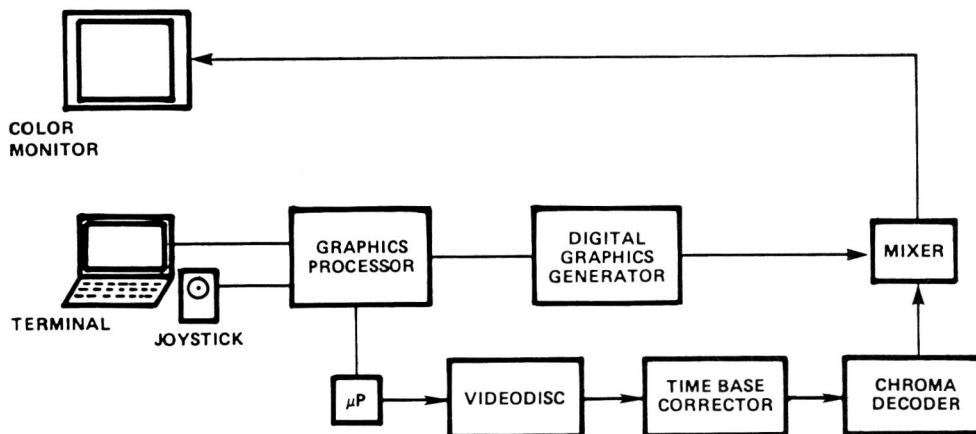 COLOR
MONITOR
TERMINAL
JOYSTICK
GRAPHICS
PROCESSOR
DIGITAL
GRAPHICS
GENERATOR
MIXER
μP
VIDEODISC
TIME BASE
CORRECTOR
CHROMA
DECODER